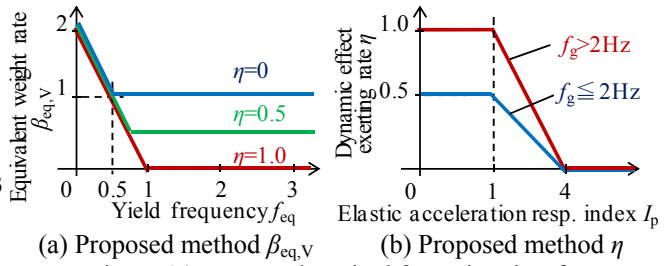 Equivalent weight rate
βeq,V
2
1
η=0
η=0.5
η=1.0
0
0.5
1
2
3
Yield frequency feq
(a) Proposed method βeq,V
Dynamic effect
exerting rate η
1.0
0.5
fg>2Hz
fg≦2Hz
0
1
4
Elastic acceleration resp. index Ip
(b) Proposed method η